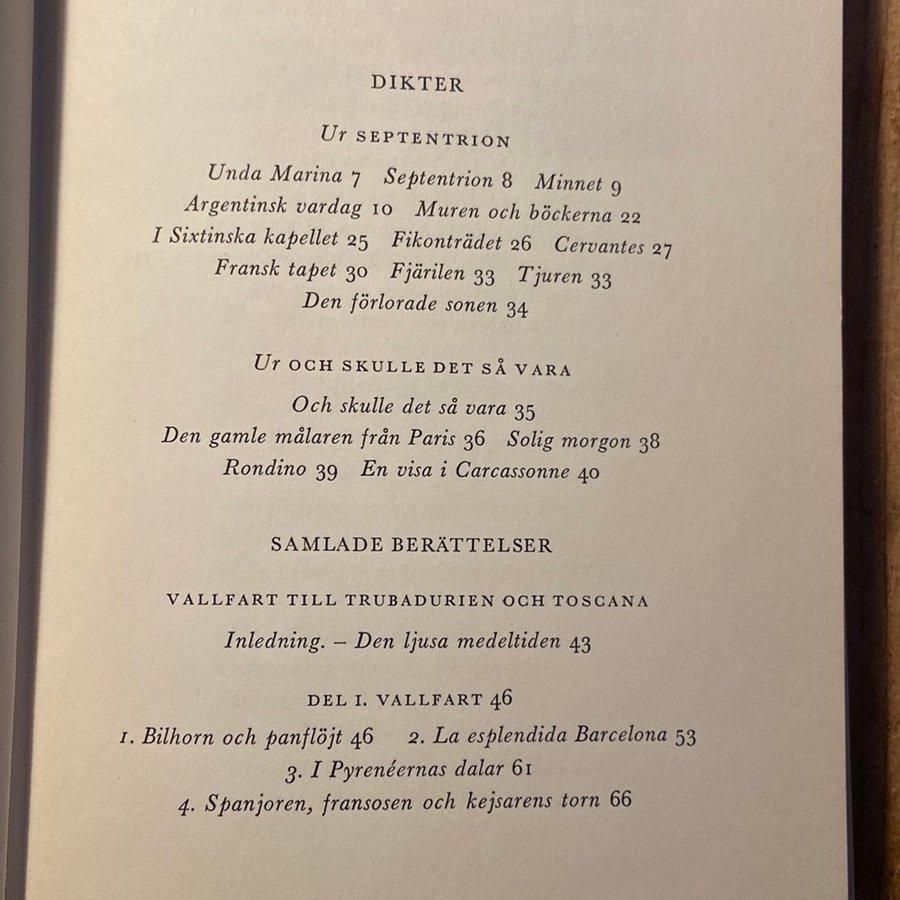 DIKTER
Ur SEPTENTRION
Unda Marina 7 Septentrion 8 Minnet 9
Argentinsk vardag 10 Muren och böckerna 22
I Sixtinska kapellet 25 Fikonträdet 26 Cervantes 27
Fransk tapet 30 Fjärilen 33 Tjuren 33
Den förlorade sonen 34
Ur OCH SKULLE DET SÅ VARA
Och skulle det så vara 35
Den gamle målaren från Paris 36 Solig morgon 38
Rondino 39 En visa i Carcassonne 40
SAMLADE BERÄTTELSER
VALLFART TILL TRUBADURIEN OCH TOSCANA
Inledning. – Den ljusa medeltiden 43
DEL I. VALLFART 46
1. Bilhorn och panflöjt 46 2. La esplendida Barcelona 53
3. I Pyrenéernas dalar 61
4. Spanjoren, fransosen och kejsarens torn 66